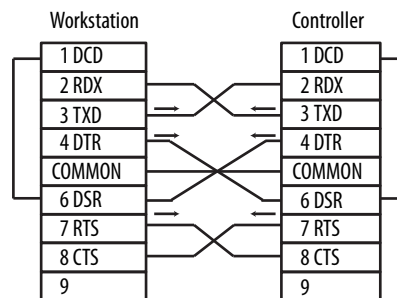 Workstation Controller
1 DCD 1 DCD
2 RDX 2 RDX
3 TXD 3 TXD
4 DTR 4 DTR
COMMON COMMON
6 DSR 6 DSR
7 RTS 7 RTS
8 CTS 8 CTS
9 9